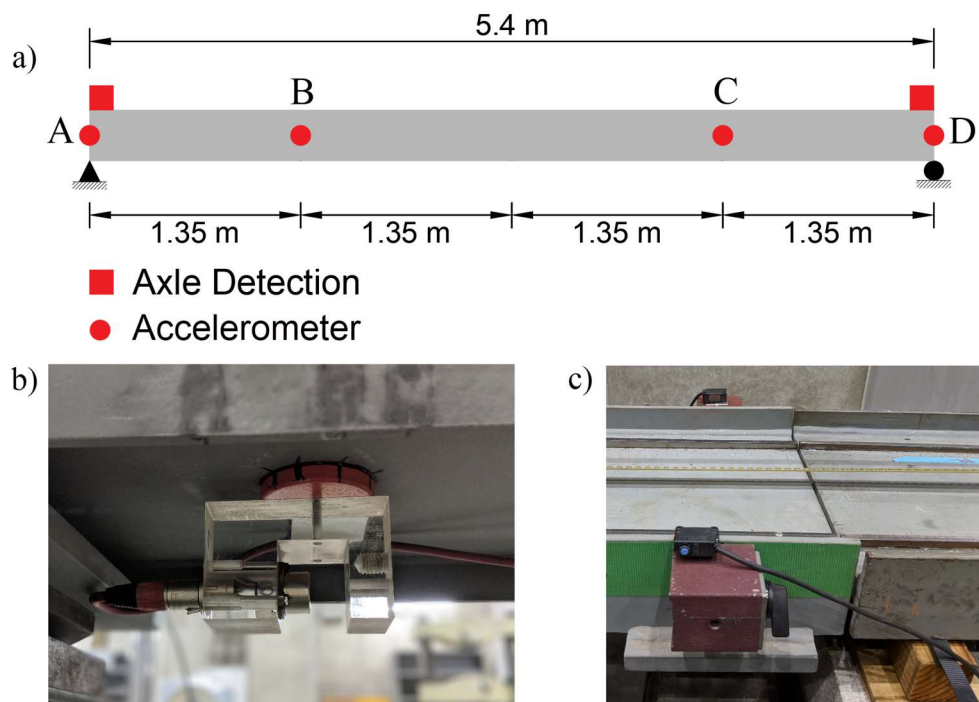 5.4 m
a)
B
C
A
D
1.35 m
1.35 m
1.35 m
1.35 m
Axle Detection
Accelerometer
b)
c)